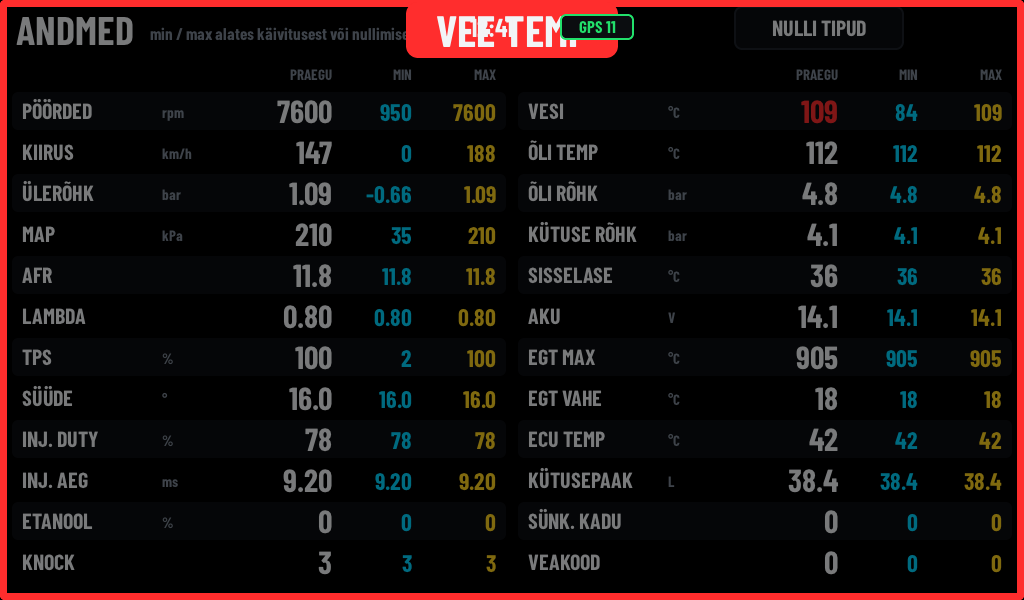 ANDMED min / max alates käivitusest või nullimise VEE TEMP GPS 11 NULLI TIPUD
PRAEGU MIN MAX PRAEGU MIN MAX
PÖÖRDED rpm 7600 950 7600 VESI °C 109 84 109
KIIRUS km/h 147 0 188 ÕLI TEMP °C 112 112 112
ÜLERÕHK bar 1.09 -0.66 1.09 ÕLI RÕHK bar 4.8 4.8 4.8
MAP kPa 210 35 210 KÜTUSE RÕHK bar 4.1 4.1 4.1
AFR 11.8 11.8 11.8 SISSELASE °C 36 36 36
LAMBDA 0.80 0.80 0.80 AKU V 14.1 14.1 14.1
TPS % 100 2 100 EGT MAX °C 905 905 905
SÜÜDE ° 16.0 16.0 16.0 EGT VAHE °C 18 18 18
INJ. DUTY % 78 78 78 ECU TEMP °C 42 42 42
INJ. AEG ms 9.20 9.20 9.20 KÜTUSEPAAK L 38.4 38.4 38.4
ETANOOL % 0 0 0 SÜNK. KADU 0 0 0
KNOCK 3 3 3 VEAKOOD 0 0 0